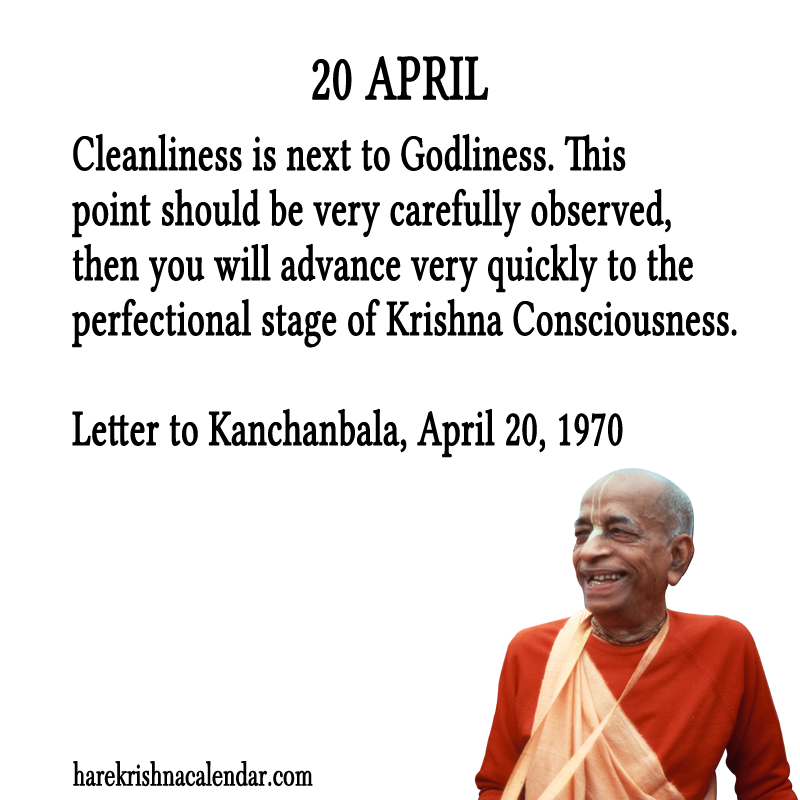 20 APRIL
Cleanliness is next to Godliness. This
point should be very carefully observed,
then you will advance very quickly to the
perfectional stage of Krishna Consciousness.
Letter to Kanchanbala, April 20, 1970
harekrishnacalendar.com